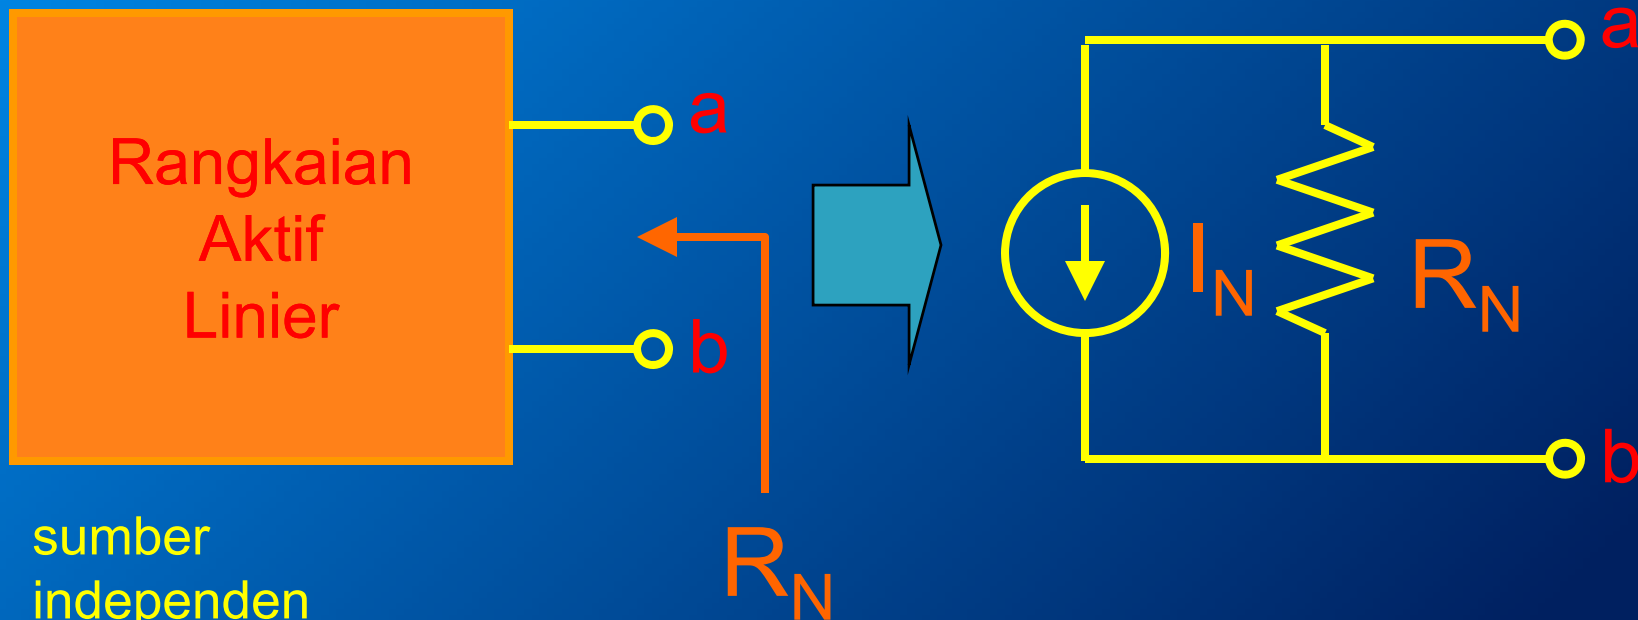 Rangkaian
Aktif
Linier
a
b
R_N
sumber
independen
I_N
R_N
a
b